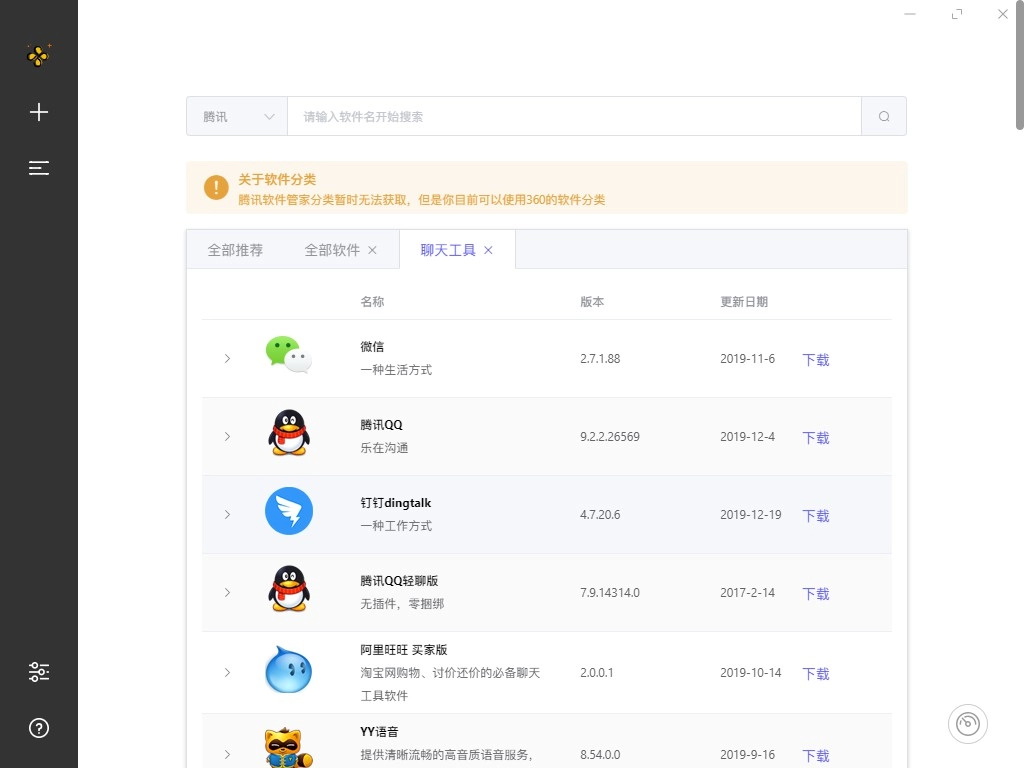 腾讯
请输入软件名开始搜索
关于软件分类
腾讯软件管家分类暂时无法获取，但是你目前可以使用360的软件分类
全部推荐 全部软件 聊天工具
名称 版本 更新日期
微信
一种生活方式
2.7.1.88 2019-11-6 下载
腾讯QQ
乐在沟通
9.2.2.26569 2019-12-4 下载
钉钉dingtalk
一种工作方式
4.7.20.6 2019-12-19 下载
腾讯QQ轻聊版
无插件，零捆绑
7.9.14314.0 2017-2-14 下载
阿里旺旺 买家版
淘宝网购物、讨价还价的必备聊天
工具软件
2.0.0.1 2019-10-14 下载
YY语音
提供清晰流畅的高音质语音服务，
8.54.0.0 2019-9-16 下载